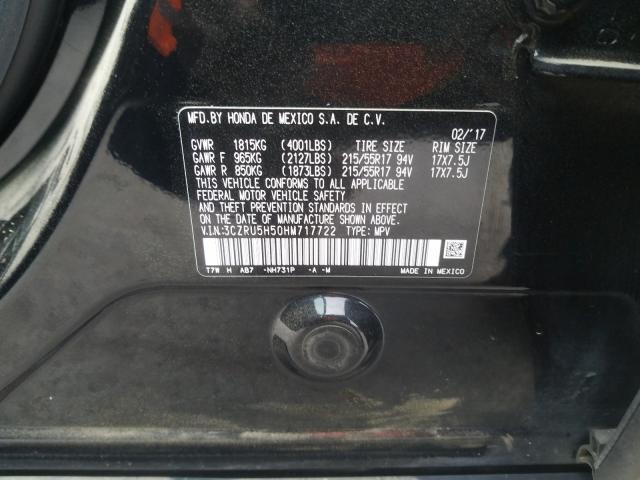 MFD.BY HONDA DE MEXICO S.A. DE C.V.
02/'17
GVWR 1815KG (4001LBS) TIRE SIZE RIM SIZE
GAWR F 965KG (2127LBS) 215/55R17 94V 17X7.5J
GAWR R 850KG (1873LBS) 215/55R17 94V 17X7.5J
THIS VEHICLE CONFORMS TO ALL APPLICABLE
FEDERAL MOTOR VEHICLE SAFETY
AND THEFT PREVENTION STANDARDS IN EFFECT
ON THE DATE OF MANUFACTURE SHOWN ABOVE.
V.I.N:3CZRU5H50HM717722 TYPE: MPV
T7W H AB7 -NH731P -A -M MADE IN MEXICO